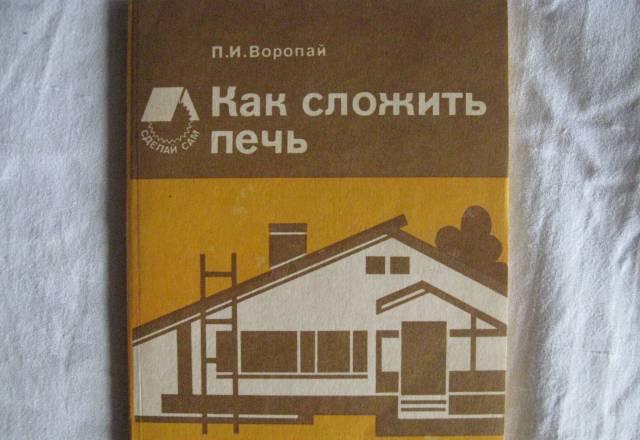 П.И.Воропай
Как сложить
печь
СДЕЛАЙ САМ